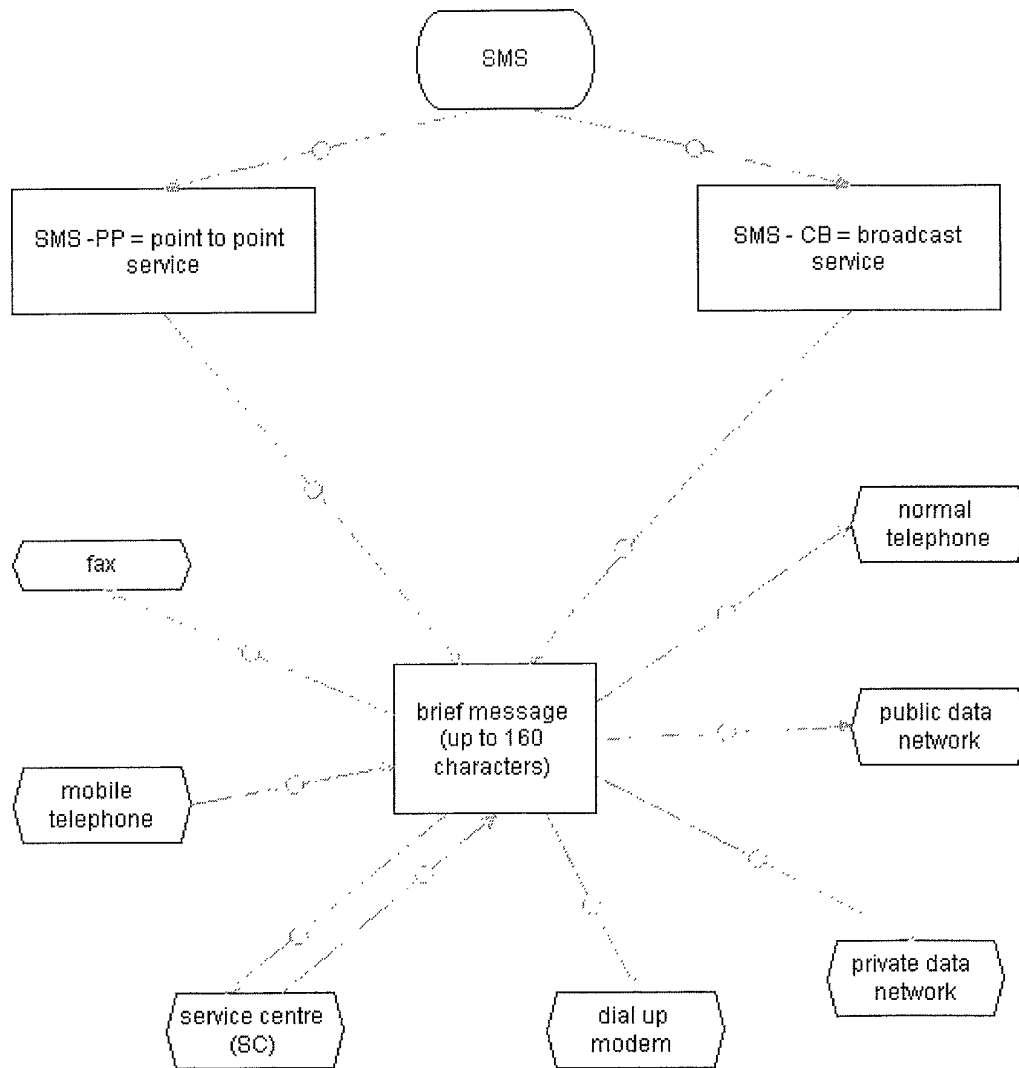 SMS
SMS -PP = point to point
service
SMS - CB = broadcast
service
normal
telephone
fax
brief message
(up to 160
characters)
public data
network
mobile
telephone
private data
network
service centre
(SC)
dial up
modem